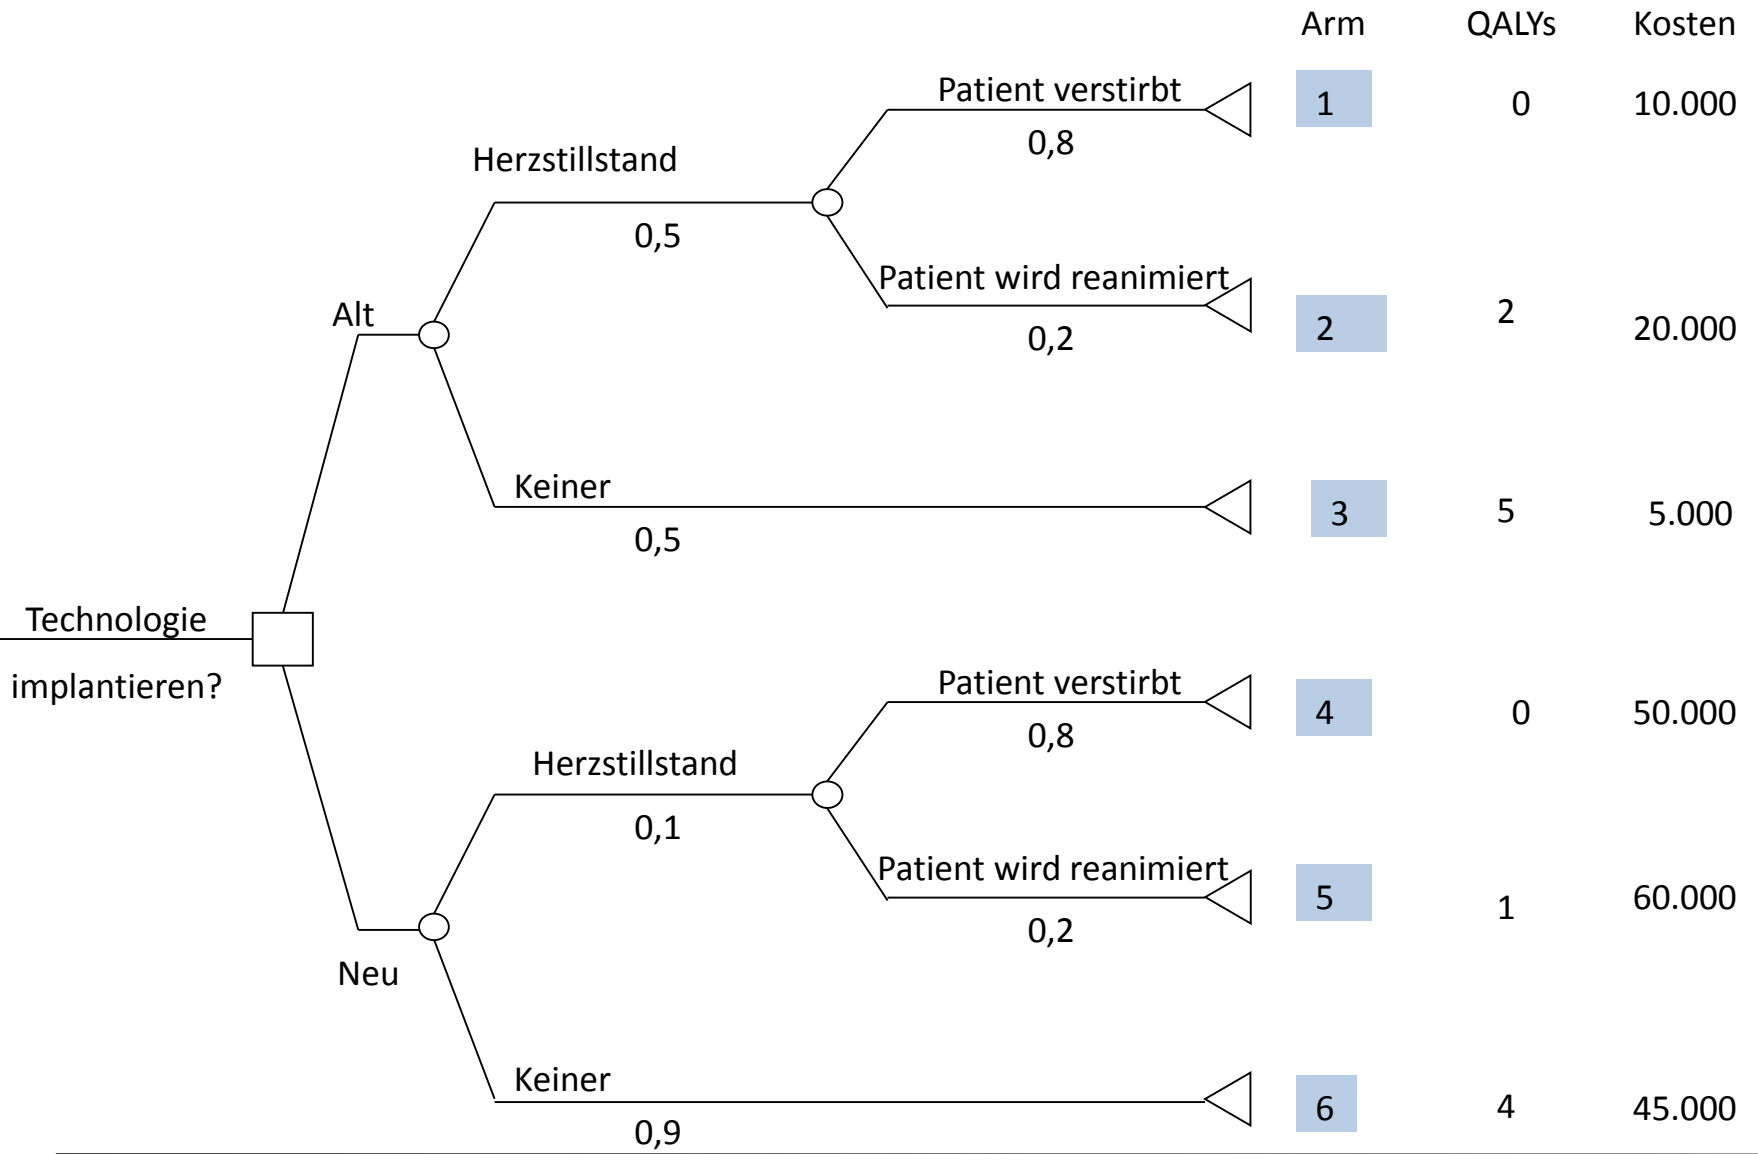 Arm QALYs Kosten
Patient verstirbt 1 0 10.000
0,8
Herzstillstand
0,5
Patient wird reanimiert
Alt 2 2 20.000
0,2
Keiner 3 5 5.000
0,5
Technologie
implantieren?
Patient verstirbt 4 0 50.000
0,8
Herzstillstand
0,1
Patient wird reanimiert 5 1 60.000
0,2
Neu
Keiner 6 4 45.000
0,9